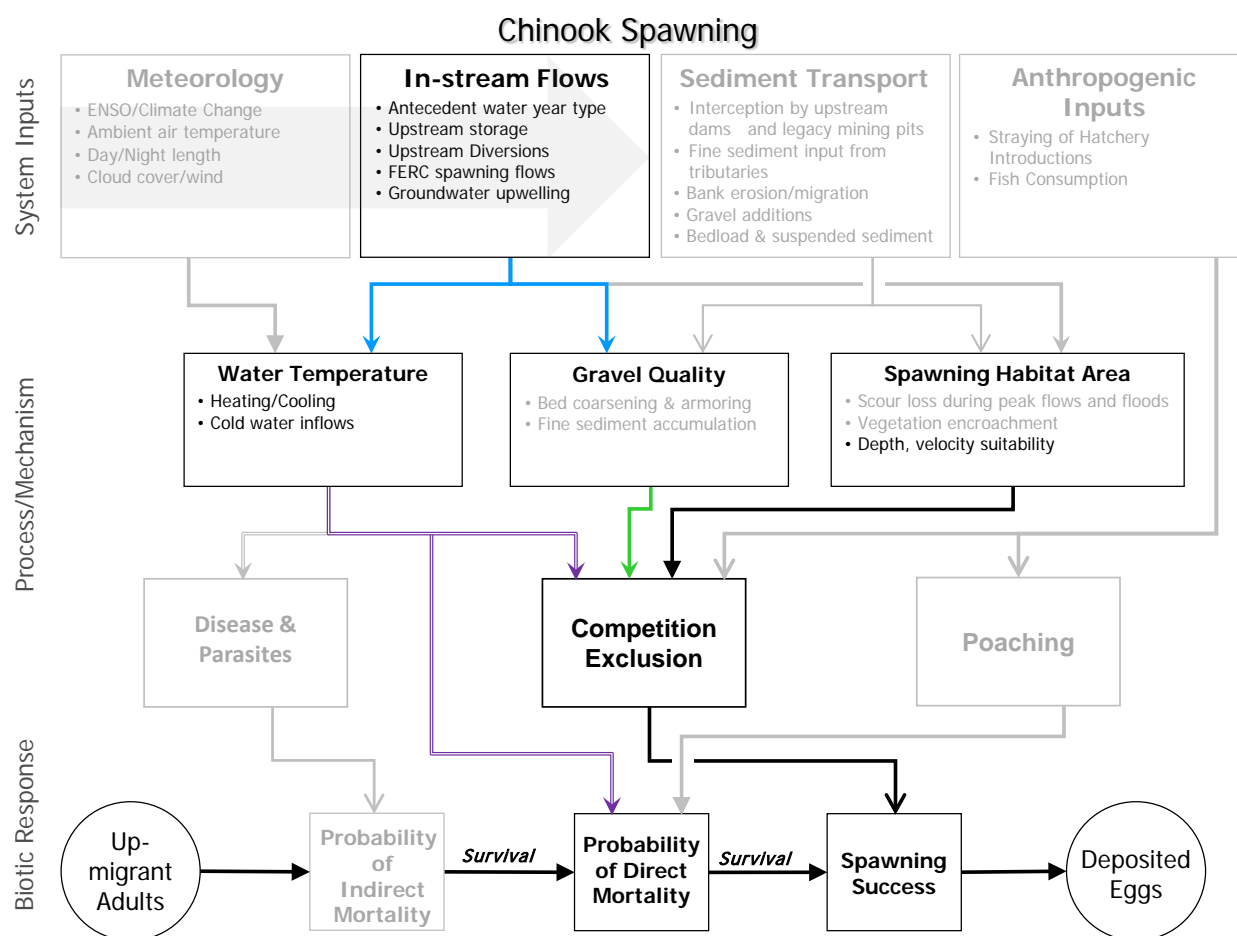 Chinook Spawning
System Inputs
Meteorology
• ENSO/Climate Change
• Ambient air temperature
• Day/Night length
• Cloud cover/wind
In-stream Flows
• Antecedent water year type
• Upstream storage
• Upstream Diversions
• FERC spawning flows
• Groundwater upwelling
Sediment Transport
• Interception by upstream
dams and legacy mining pits
• Fine sediment input from
tributaries
• Bank erosion/migration
• Gravel additions
• Bedload & suspended sediment
Anthropogenic
Inputs
• Straying of Hatchery
Introductions
• Fish Consumption
Process/Mechanism
Water Temperature
• Heating/Cooling
• Cold water inflows
Gravel Quality
• Bed coarsening & armoring
• Fine sediment accumulation
Spawning Habitat Area
• Scour loss during peak flows and floods
• Vegetation encroachment
• Depth, velocity suitability
Disease &
Parasites
Competition
Exclusion
Poaching
Biotic Response
Up-
migrant
Adults
Probability
of
Indirect
Mortality
Survival
Probability
of Direct
Mortality
Survival
Spawning
Success
Deposited
Eggs